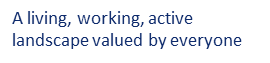 A living, working, active
landscape valued by everyone